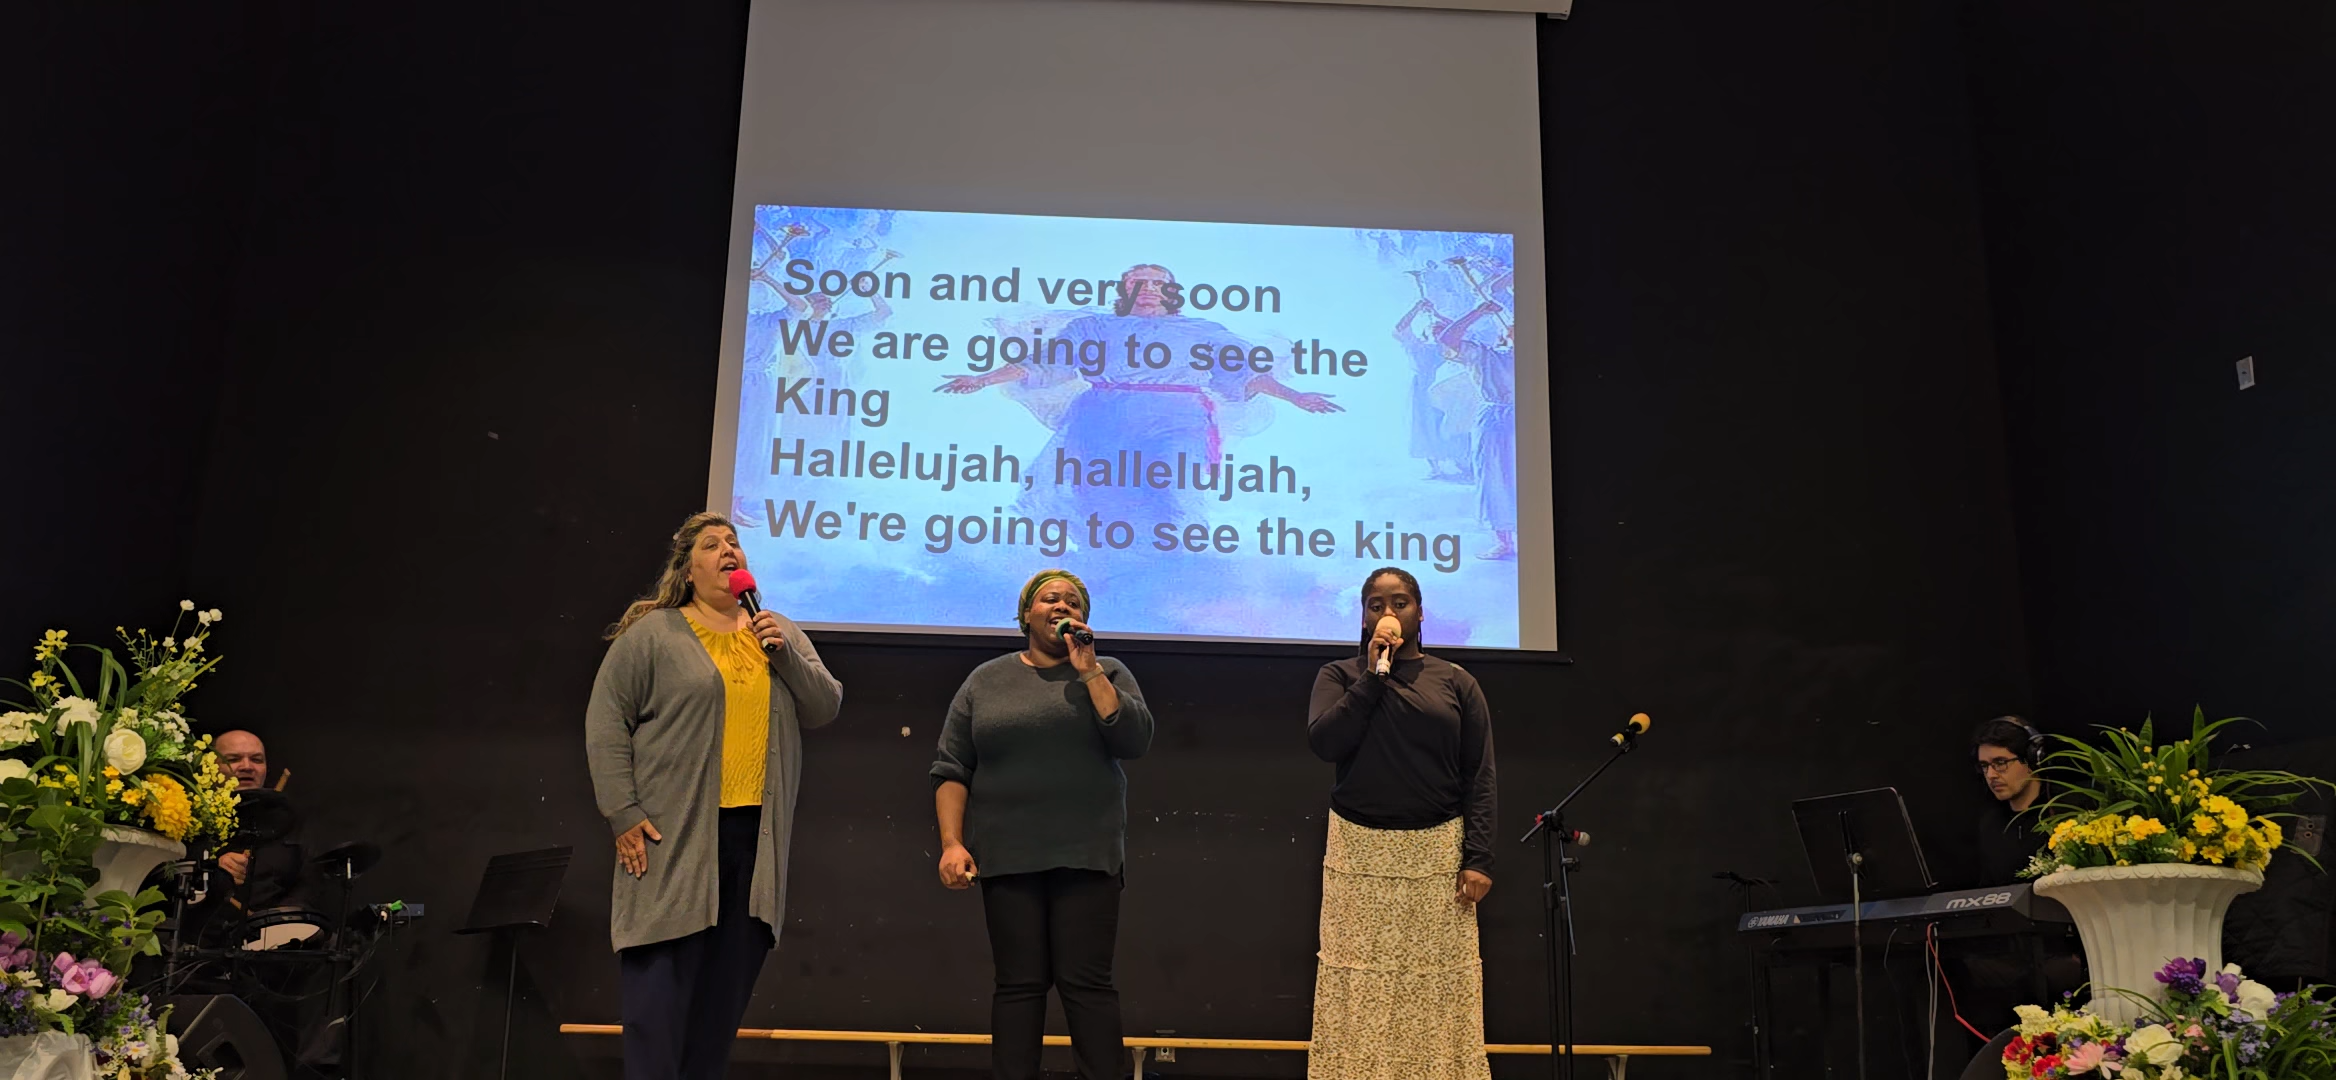 Soon and very soon
We are going to see the
King
Hallelujah, hallelujah,
We're going to see the king
YAMAHA
MX88